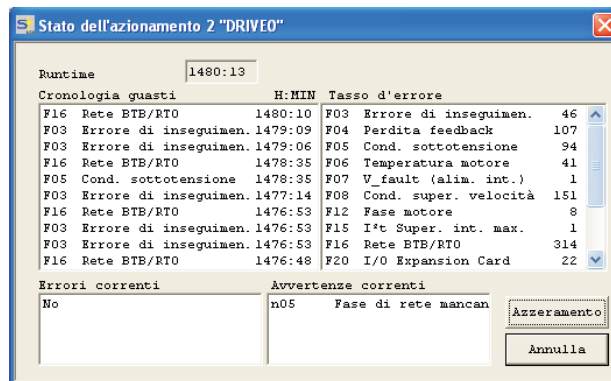 Stato dell'azionamento 2 "DRIVE0"
Runtime 1480:13
Cronologia guasti H:MIN Tasso d'errore
F16 Rete BTB/RTO 1480:10 F03 Errore di inseguimen. 46
F03 Errore di inseguimen. 1479:09 F04 Perdita feedback 107
F03 Errore di inseguimen. 1479:06 F05 Cond. sottotensione 94
F16 Rete BTB/RTO 1478:35 F06 Temperatura motore 41
F05 Cond. sottotensione 1478:35 F07 V_fault (alim. int.) 1
F03 Errore di inseguimen. 1477:14 F08 Cond. super. velocità 151
F16 Rete BTB/RTO 1476:53 F12 Fase motore 8
F03 Errore di inseguimen. 1476:53 F15 I²t Super. int. max. 1
F03 Errore di inseguimen. 1476:53 F16 Rete BTB/RTO 314
F16 Rete BTB/RTO 1476:48 F20 I/O Expansion Card 22
Errori correnti Avvertenze correnti
No n05 Fase di rete mancan
Azzeramento
Annulla